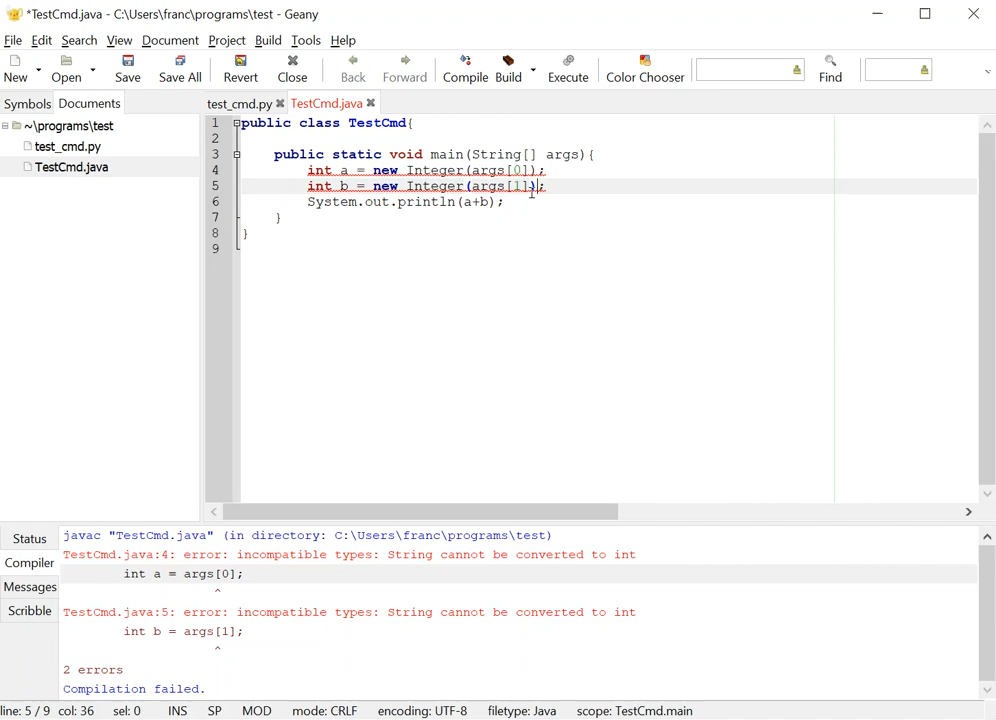 *TestCmd.java - C:\Users\franc\programs\test - Geany
File Edit Search View Document Project Build Tools Help
New Open Save Save All Revert Close Back Forward Compile Build Execute Color Chooser Find
Symbols Documents
test_cmd.py TestCmd.java
~\programs\test
test_cmd.py
TestCmd.java
1 public class TestCmd{
2
3 public static void main(String[] args){
4 int a = new Integer(args[0]);
5 int b = new Integer(args[1]);
6 System.out.println(a+b);
7 }
8 }
9
Status
Compiler
Messages
Scribble
javac "TestCmd.java" (in directory: C:\Users\franc\programs\test)
TestCmd.java:4: error: incompatible types: String cannot be converted to int
int a = args[0];
^
TestCmd.java:5: error: incompatible types: String cannot be converted to int
int b = args[1];
^
2 errors
Compilation failed.
line: 5 / 9 col: 36 sel: 0 INS SP MOD mode: CRLF encoding: UTF-8 filetype: Java scope: TestCmd.main